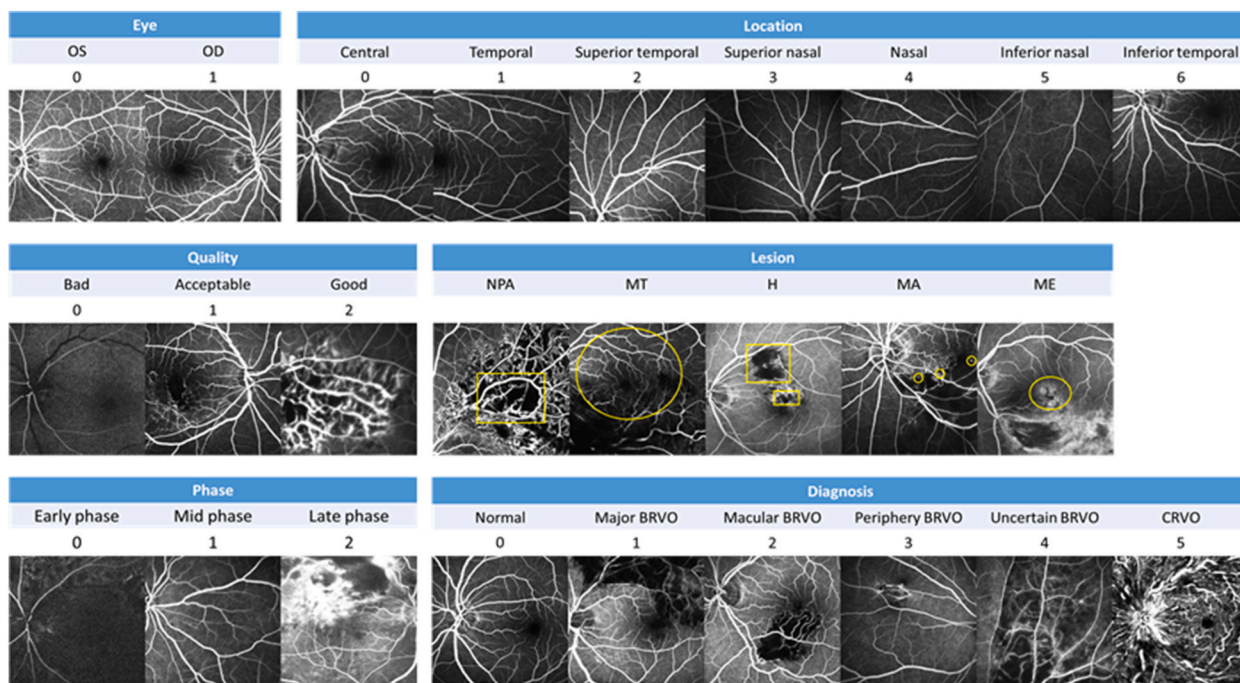 Eye
OS OD
0 1
Location
Central Temporal Superior temporal Superior nasal Nasal Inferior nasal Inferior temporal
0 1 2 3 4 5 6
Quality
Bad Acceptable Good
0 1 2
Lesion
NPA MT H MA ME
Phase
Early phase Mid phase Late phase
0 1 2
Diagnosis
Normal Major BRVO Macular BRVO Periphery BRVO Uncertain BRVO CRVO
0 1 2 3 4 5